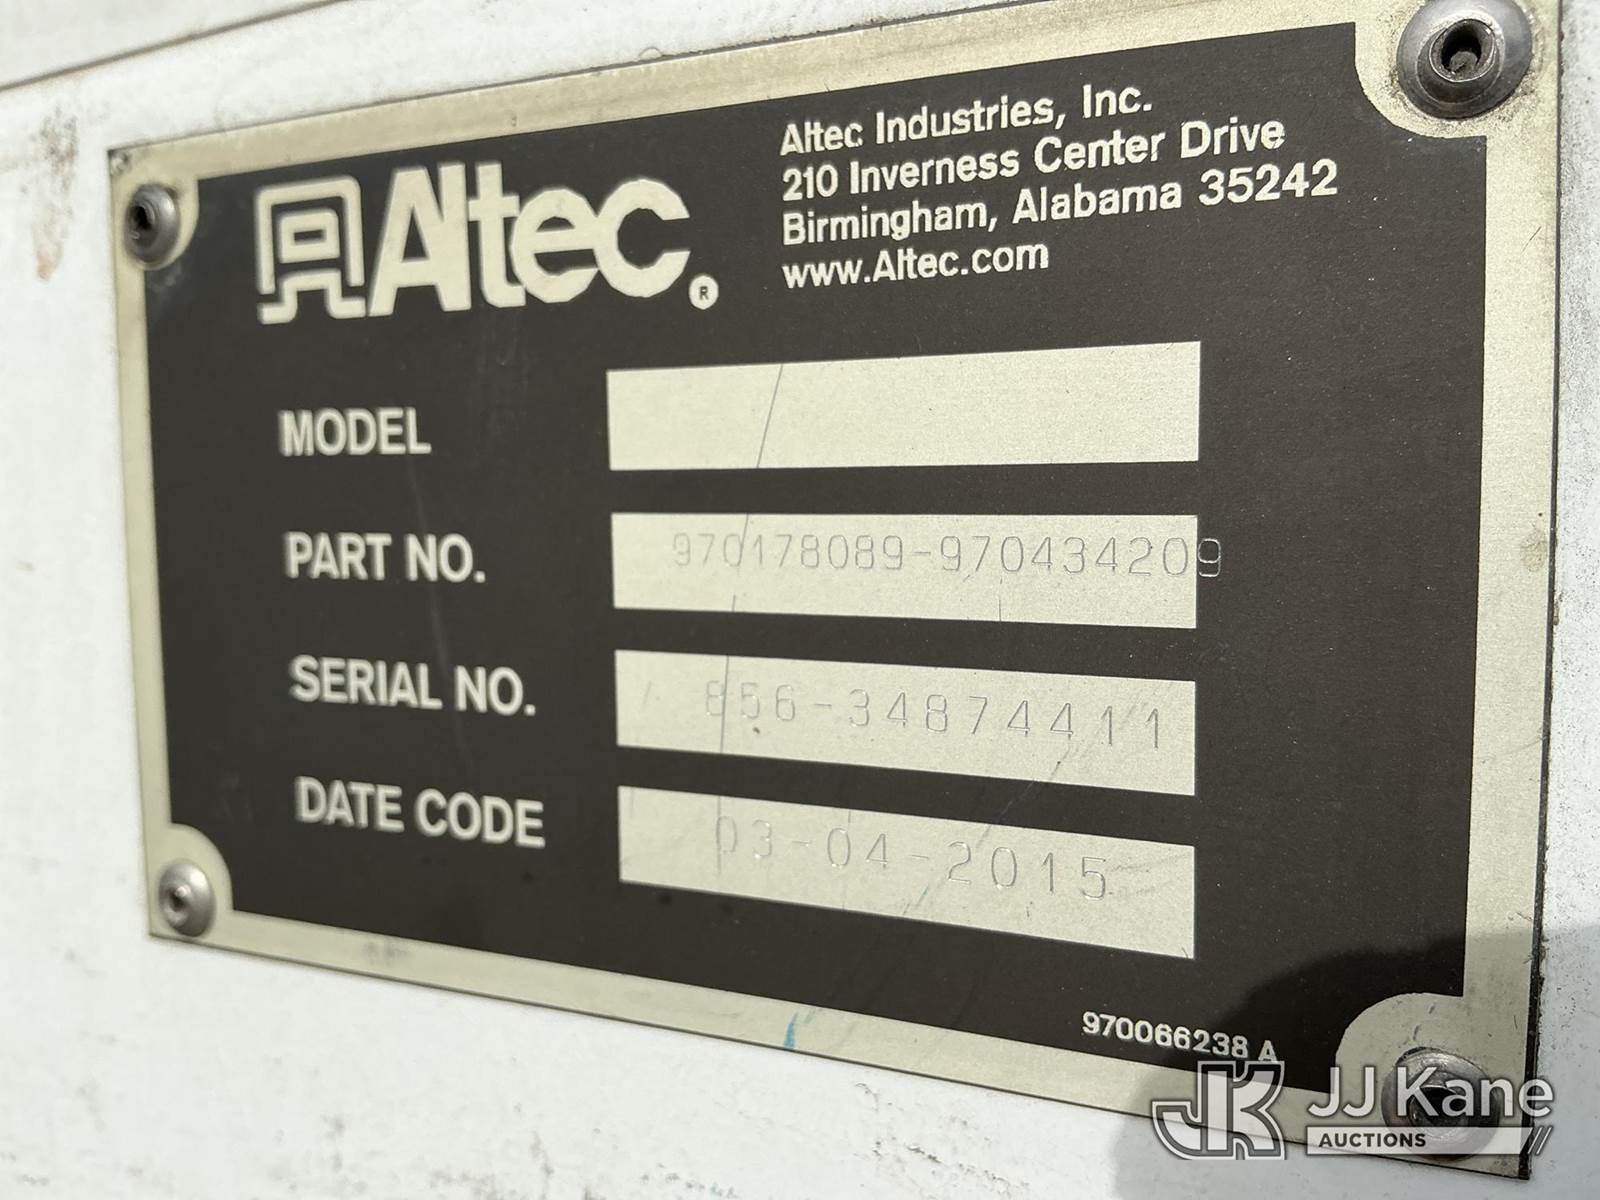 Altec®
Altec Industries, Inc.
210 Inverness Center Drive
Birmingham, Alabama 35242
www.Altec.com
MODEL
PART NO. 970178089-970434209
SERIAL NO. 856-34874411
DATE CODE 03-04-2015
970066238 A
JK JJ Kane
AUCTIONS